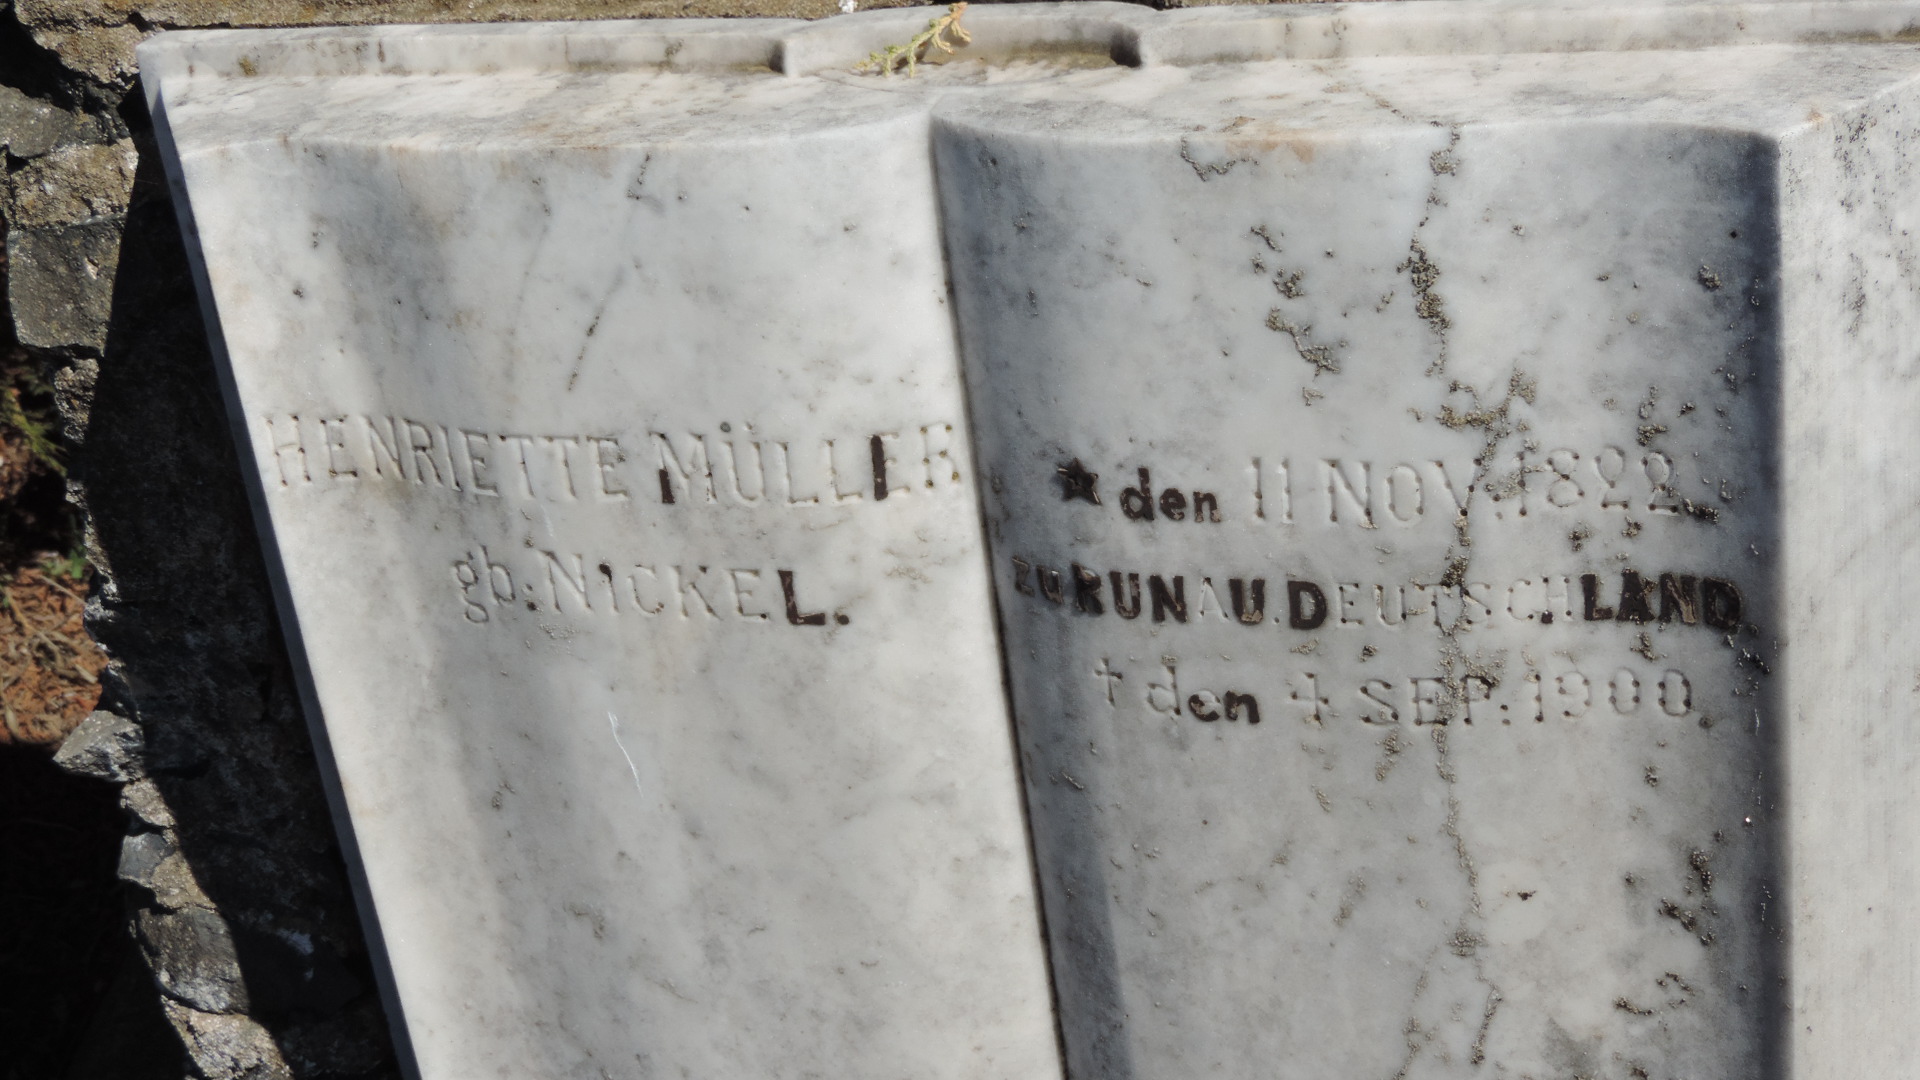 HENRIETTE MÜLLER
gb: NICKEL.
★ den 11 NOV. 1822
zu RUNAU. DEUTSCHLAND
† den 4 SEP: 1900.